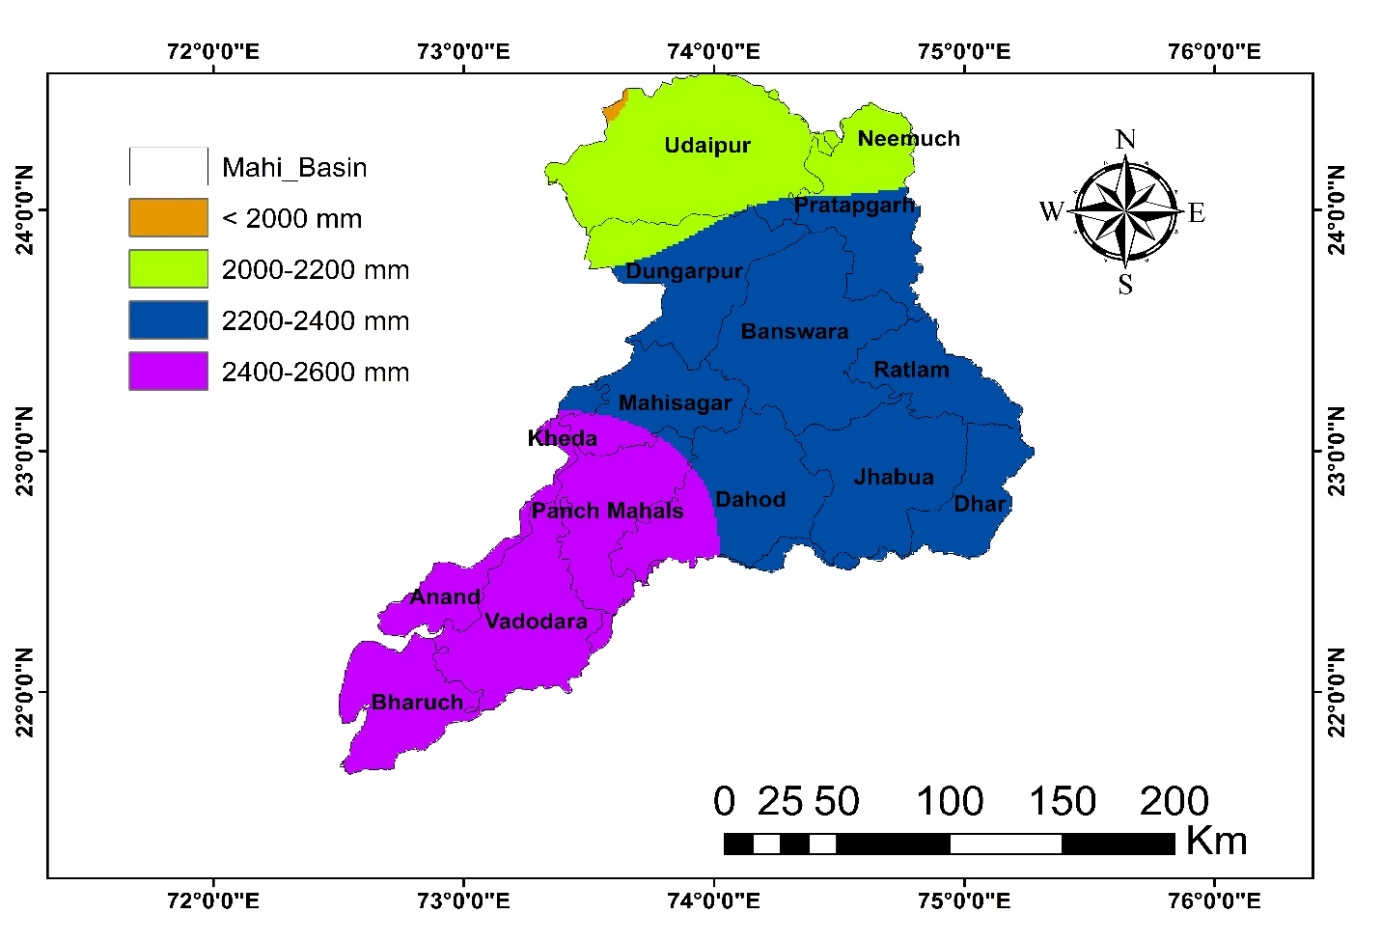 72°0'0"E 73°0'0"E 74°0'0"E 75°0'0"E 76°0'0"E
24°0'0"N
23°0'0"N
22°0'0"N
Mahi_Basin
< 2000 mm
2000-2200 mm
2200-2400 mm
2400-2600 mm
Udaipur
Neemuch
Pratapgarh
Dungarpur
Banswara
Ratlam
Mahisagar
Kheda
Jhabua
Dahod
Dhar
Panch Mahals
Anand
Vadodara
Bharuch
N
W E
S
24°0'0"N
23°0'0"N
22°0'0"N
0 25 50 100 150 200
Km
72°0'0"E 73°0'0"E 74°0'0"E 75°0'0"E 76°0'0"E